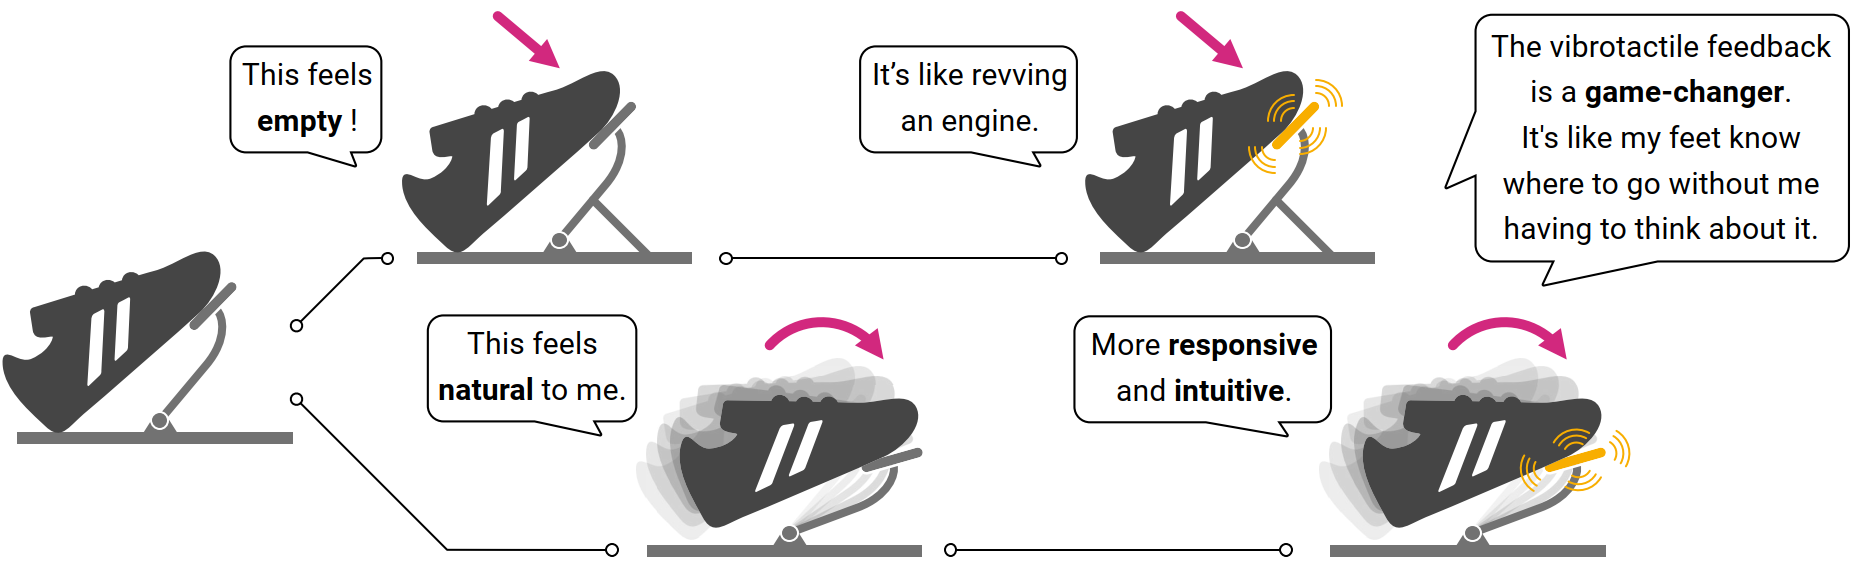 This feels
empty !
It’s like revving
an engine.
The vibrotactile feedback
is a game-changer.
It's like my feet know
where to go without me
having to think about it.
This feels
natural to me.
More responsive
and intuitive.